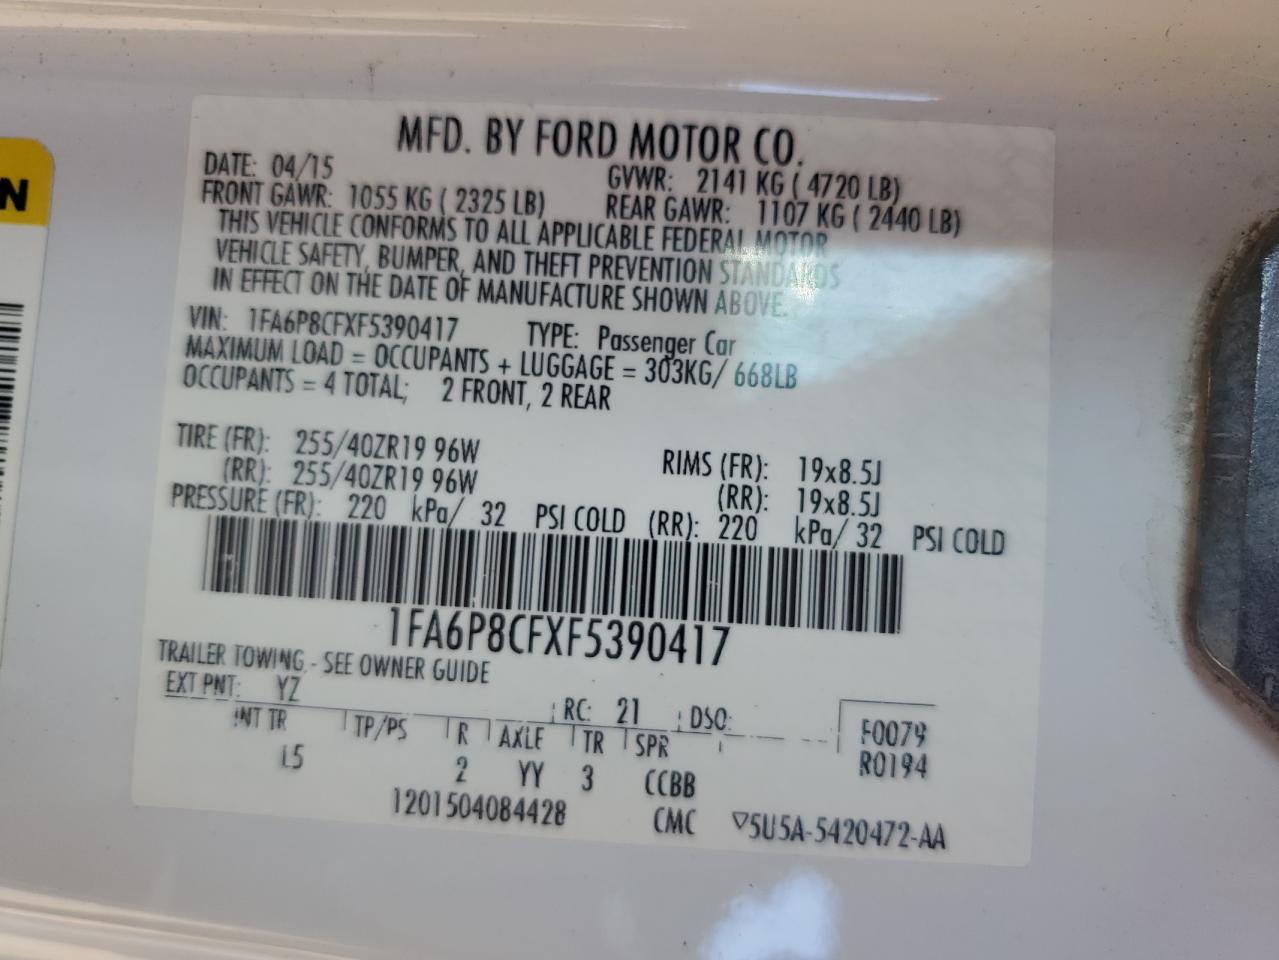 N
MFD. BY FORD MOTOR CO.
DATE: 04/15 GVWR: 2141 KG ( 4720 LB)
FRONT GAWR: 1055 KG ( 2325 LB) REAR GAWR: 1107 KG ( 2440 LB)
THIS VEHICLE CONFORMS TO ALL APPLICABLE FEDERAL MOTOR
VEHICLE SAFETY, BUMPER, AND THEFT PREVENTION STANDARDS
IN EFFECT ON THE DATE OF MANUFACTURE SHOWN ABOVE.
VIN: 1FA6P8CFXF5390417 TYPE: Passenger Car
MAXIMUM LOAD = OCCUPANTS + LUGGAGE = 303KG/ 668LB
OCCUPANTS = 4 TOTAL; 2 FRONT, 2 REAR
TIRE (FR): 255/40ZR19 96W RIMS (FR): 19x8.5J
(RR): 255/40ZR19 96W (RR): 19x8.5J
PRESSURE (FR): 220 kPa/ 32 PSI COLD (RR): 220 kPa/ 32 PSI COLD
1FA6P8CFXF5390417
TRAILER TOWING - SEE OWNER GUIDE
EXT PNT: YZ RC: 21 DSO: F0079
INT TR TP/PS R AXLE TR SPR R0194
L5 2 YY 3 CCBB
1201504084428 CMC ▽5U5A-5420472-AA